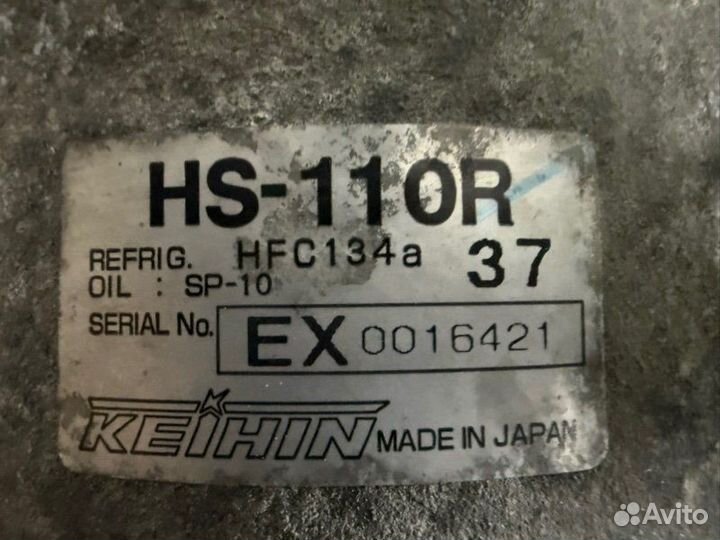 HS-110R
REFRIG. HFC134a 37
OIL : SP-10
SERIAL No. EX 0016421
KEIHIN MADE IN JAPAN
Avito